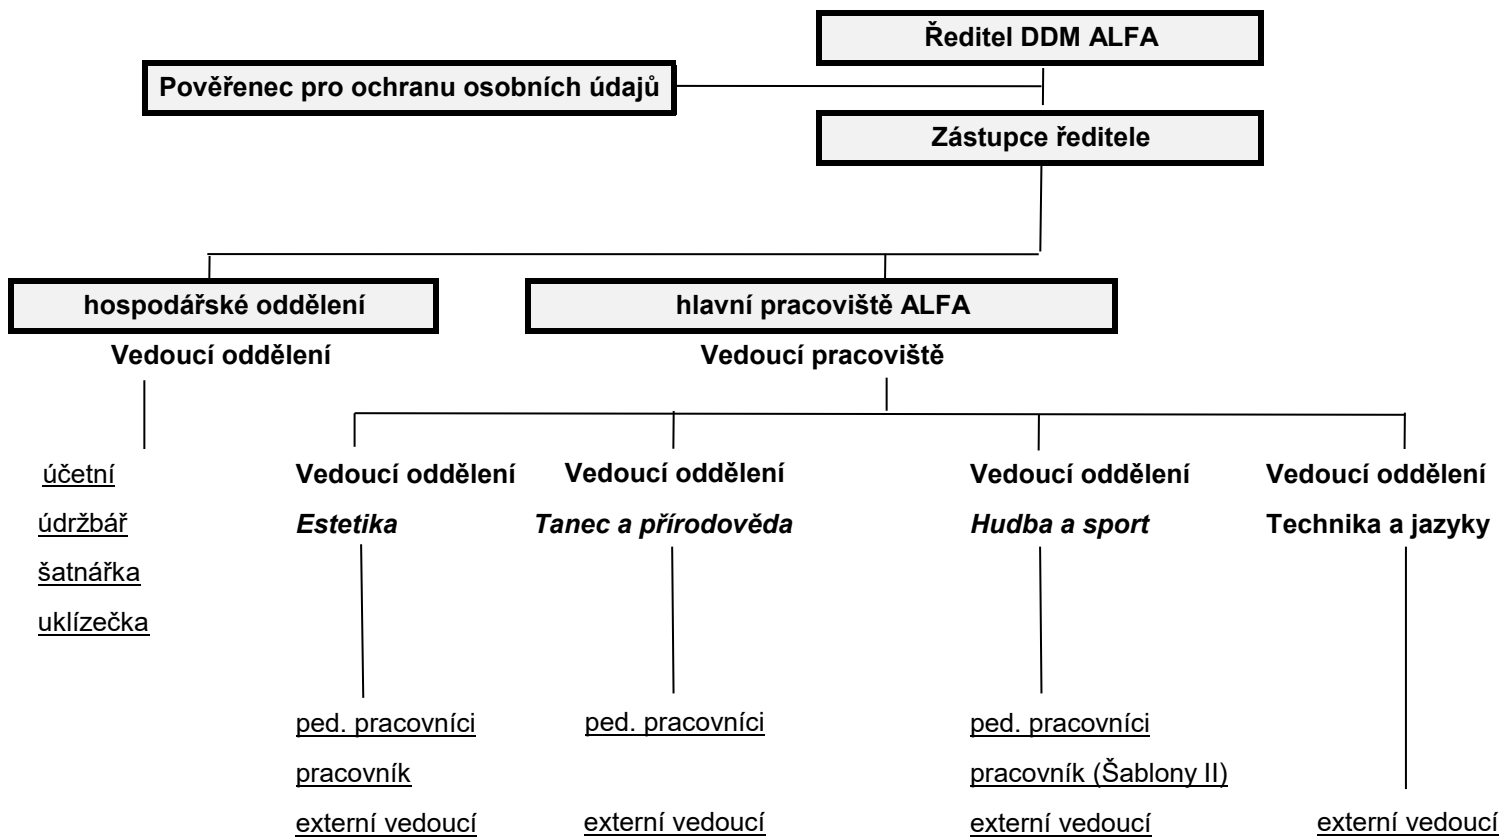 Ředitel DDM ALFA
Pověřenec pro ochranu osobních údajů
Zástupce ředitele
hospodářské oddělení
hlavní pracoviště ALFA
Vedoucí oddělení
Vedoucí pracoviště
účetní
údržbář
šatnářka
uklízečka
Vedoucí oddělení
Estetika
ped. pracovníci
pracovník
externí vedoucí
Vedoucí oddělení
Tanec a přírodověda
ped. pracovníci
externí vedoucí
Vedoucí oddělení
Hudba a sport
ped. pracovníci
pracovník (Šablony II)
externí vedoucí
Vedoucí oddělení
Technika a jazyky
externí vedoucí